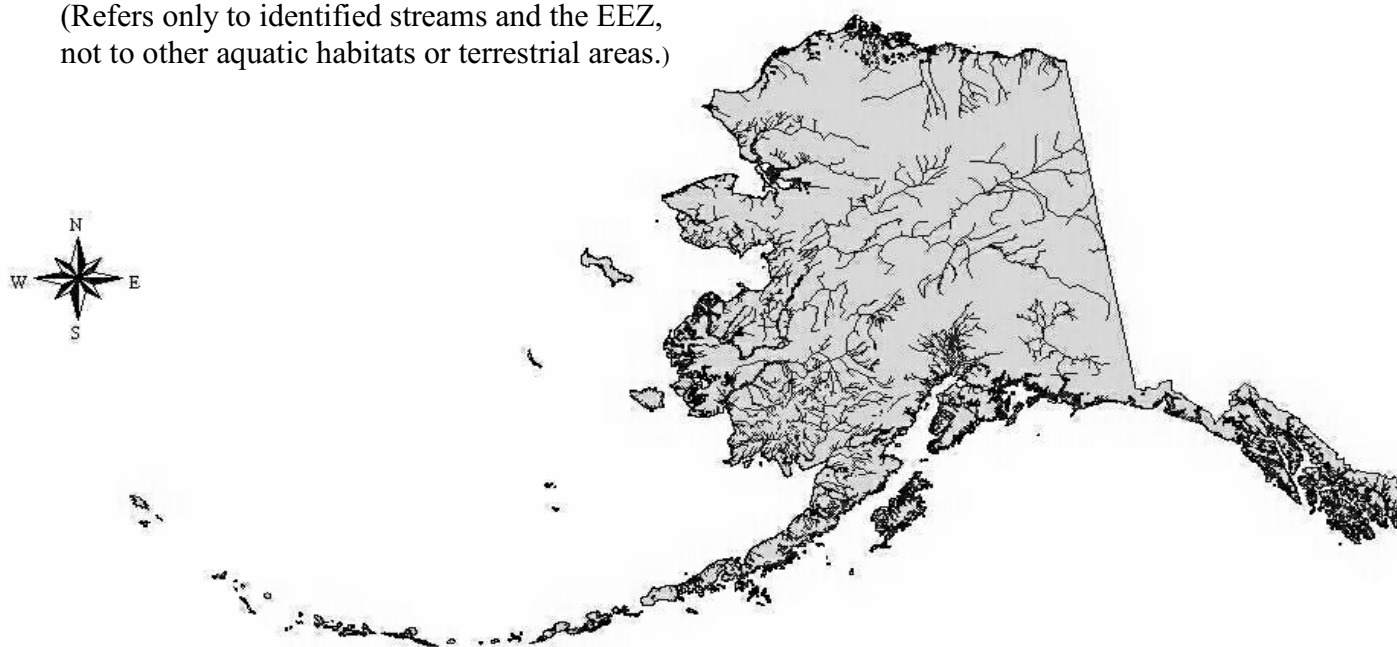 (Refers only to identified streams and the EEZ,
not to other aquatic habitats or terrestrial areas.)
N
W E
S